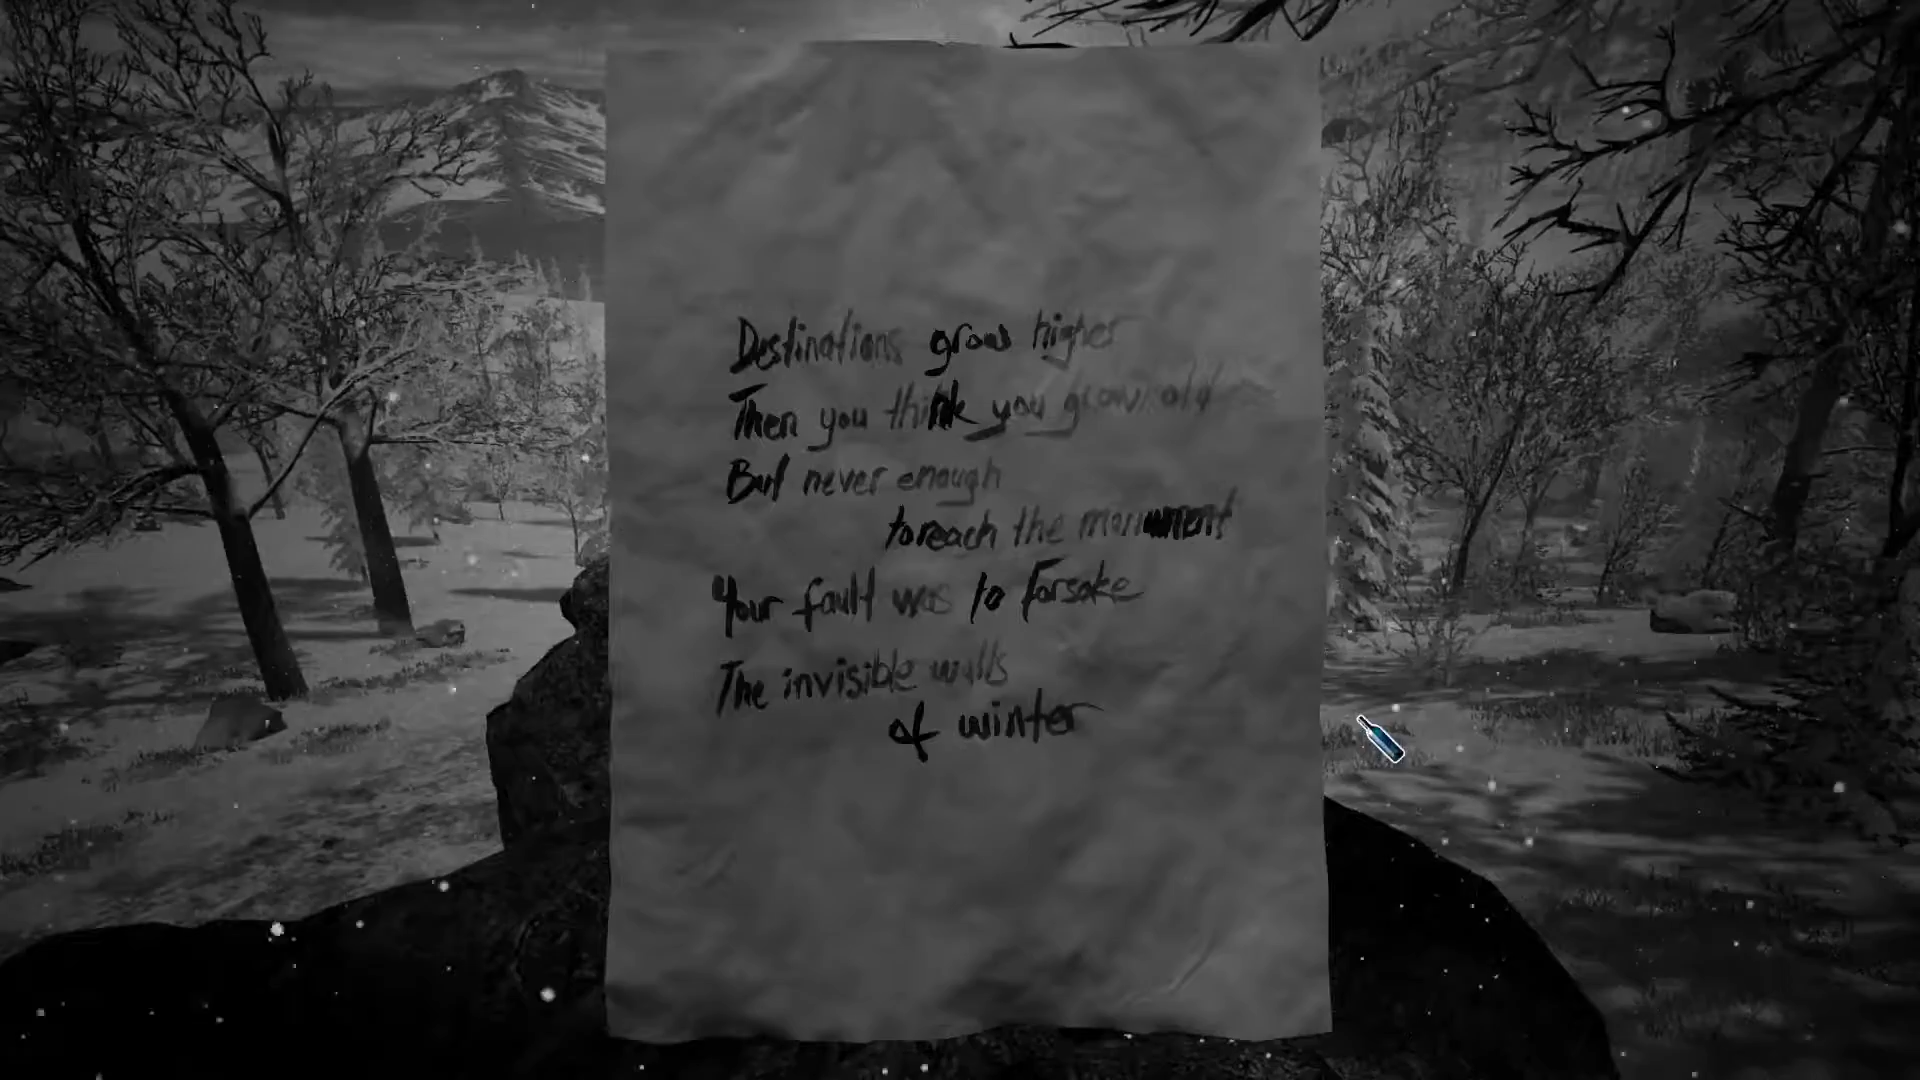 Destinations grow higher
Then you think you grow old
But never enough
to reach the monument
Your fault was to Forsake
The invisible walls
of winter